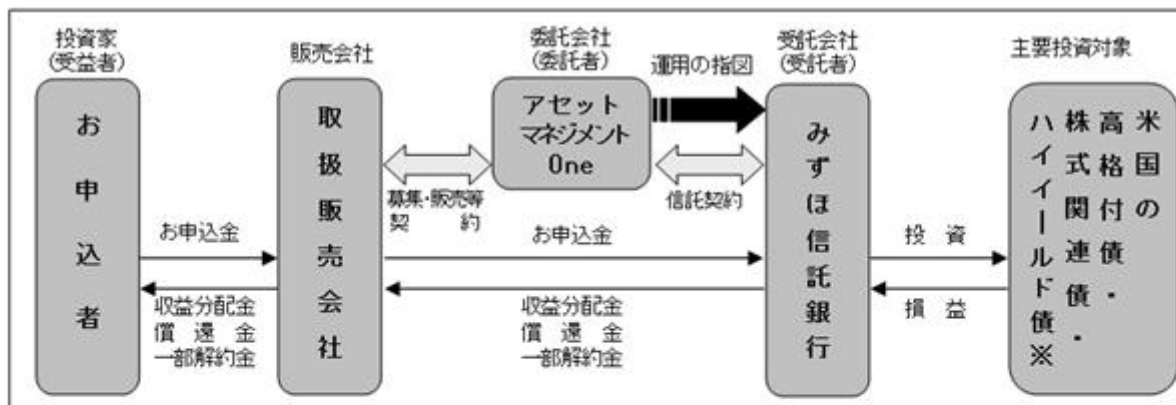 投資家
(受益者)
お申込者
お申込金
収益分配金
償還金
一部解約金
販売会社
取扱販売会社
募集・販売等
契約
お申込金
収益分配金
償還金
一部解約金
委託会社
(委託者)
アセット
マネジメント
One
運用の指図
信託契約
受託会社
(受託者)
みずほ信託銀行
投資
損益
主要投資対象
米国の
高格付債・
株式関連債・
ハイイールド債※